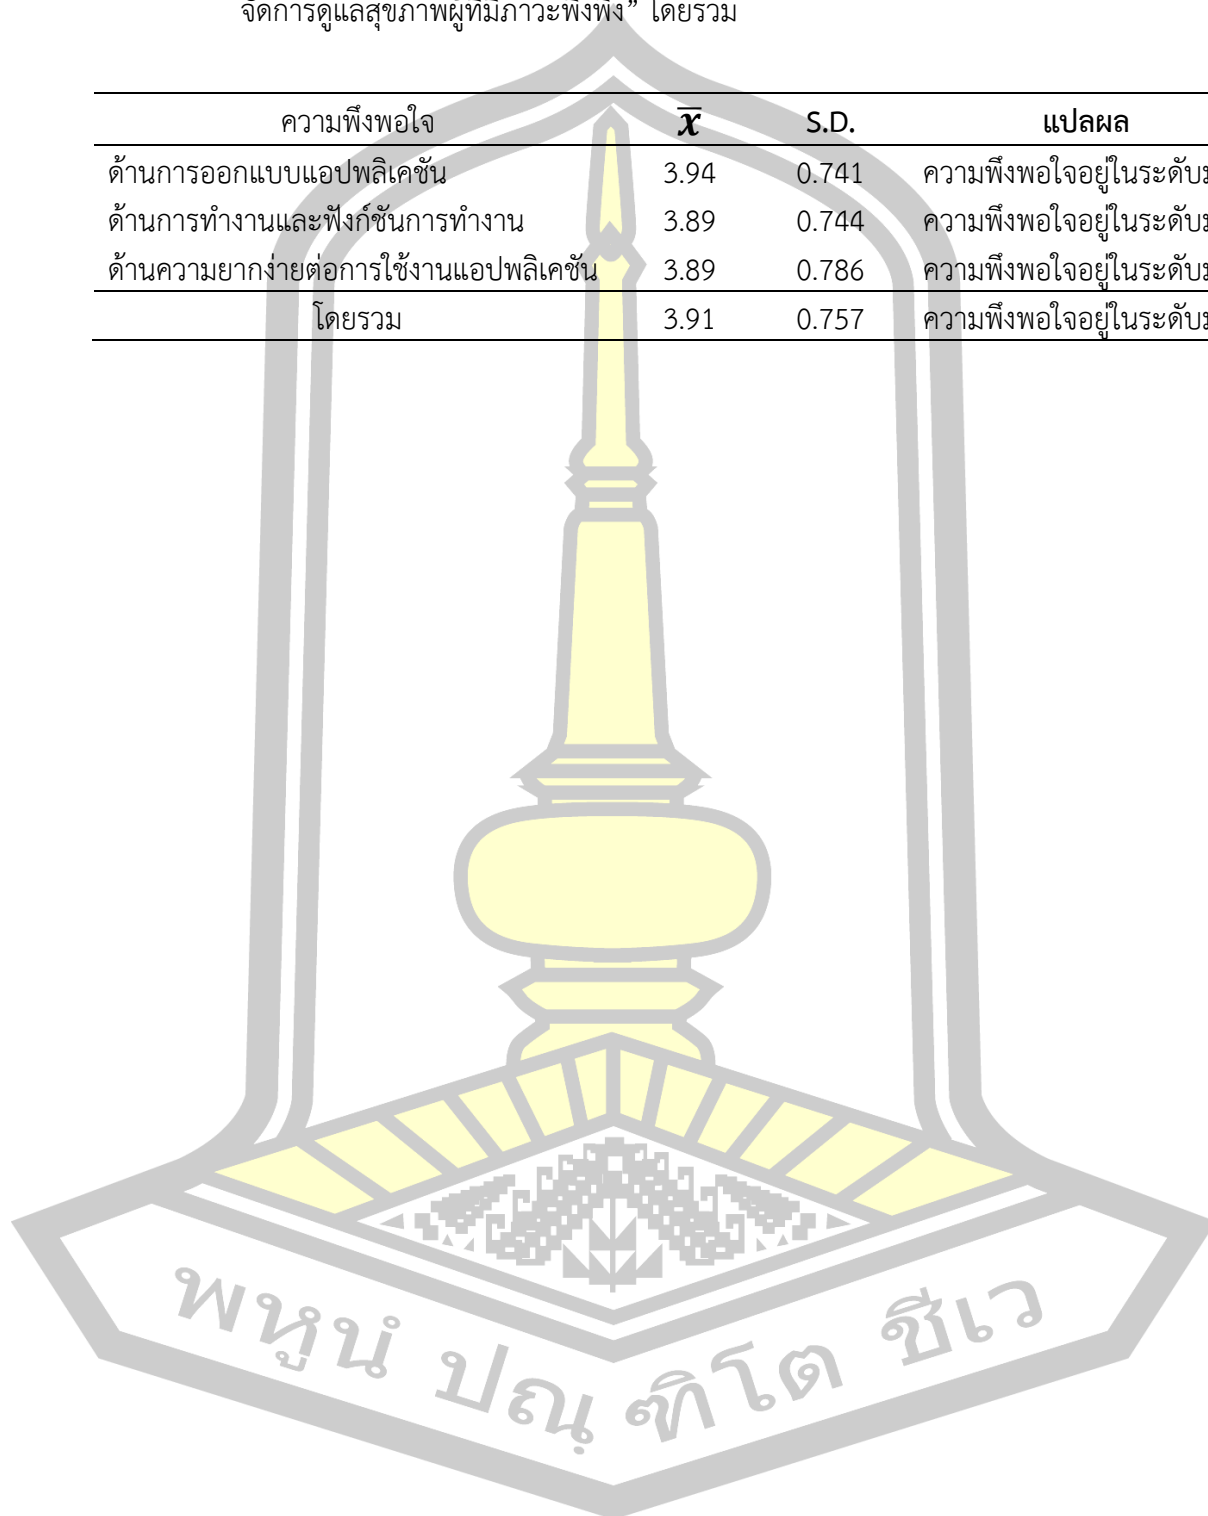 จัดการดูแลสุขภาพผู้ที่มีภาวะพึ่งพิง” โดยรวม
ความพึงพอใจ x̄ S.D. แปลผล
ด้านการออกแบบแอปพลิเคชัน 3.94 0.741 ความพึงพอใจอยู่ในระดับ
ด้านการทำงานและฟังก์ชันการทำงาน 3.89 0.744 ความพึงพอใจอยู่ในระดับ
ด้านความยากง่ายต่อการใช้งานแอปพลิเคชัน 3.89 0.786 ความพึงพอใจอยู่ในระดับ
โดยรวม 3.91 0.757 ความพึงพอใจอยู่ในระดับ
พหูนํ ปณฺฑิโต ชีเว